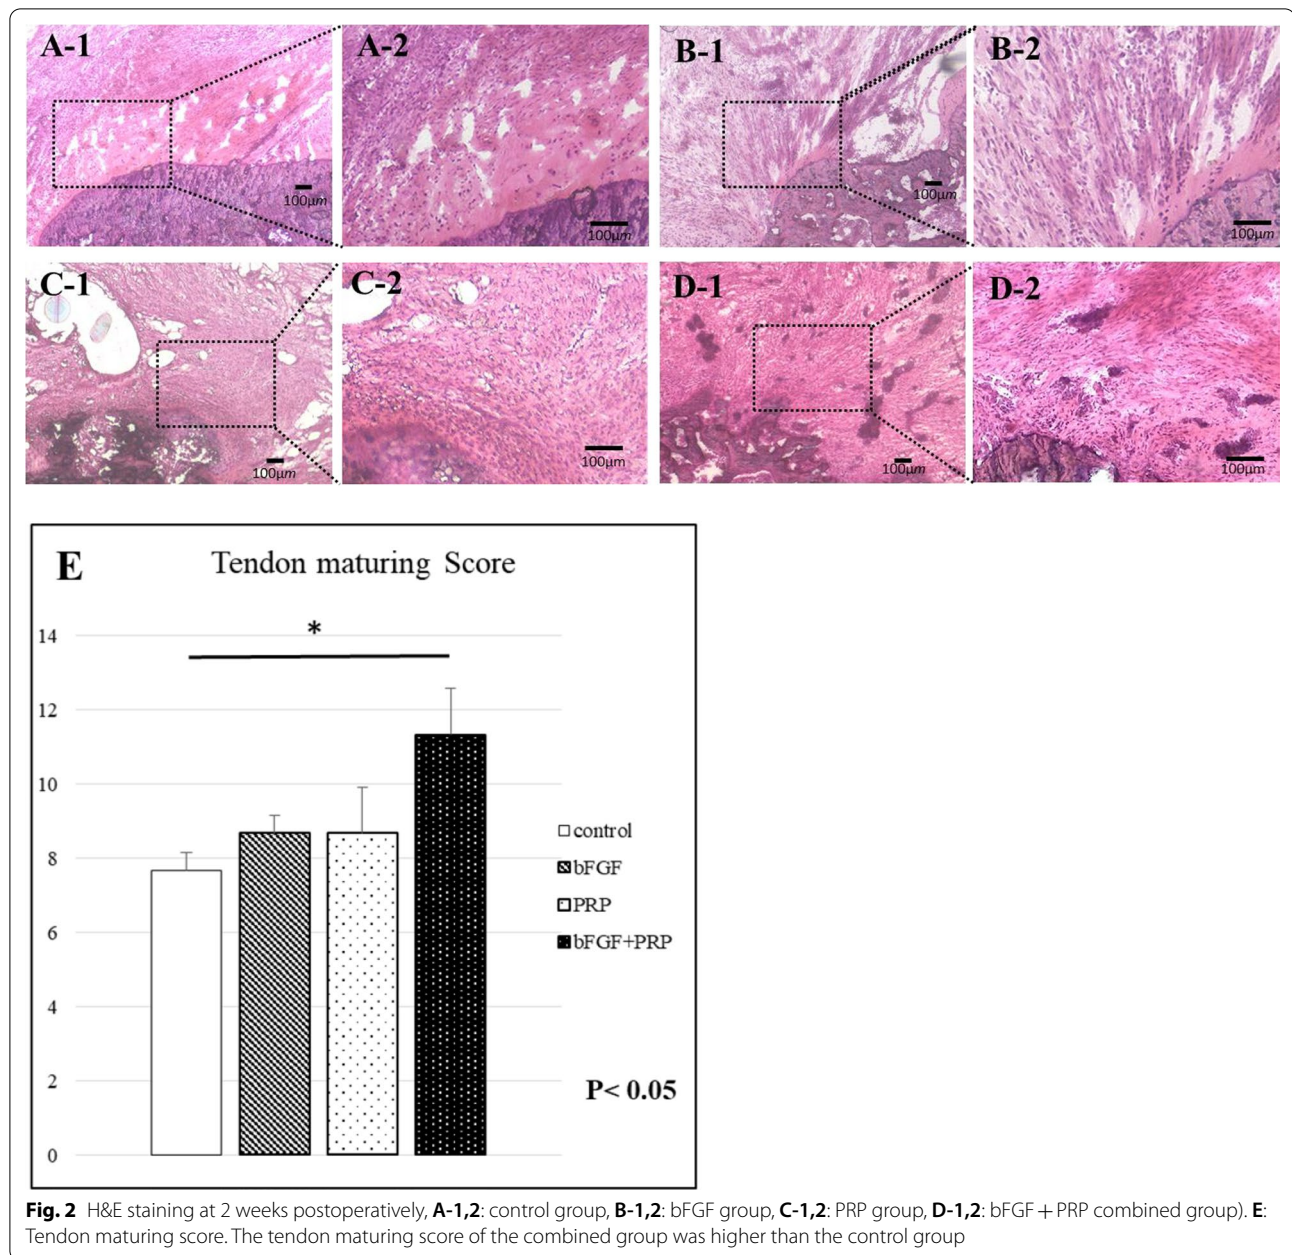 A-1
A-2
B-1
B-2
100μm
100μm
100μm
100μm
C-1
C-2
D-1
D-2
100μm
100μm
100μm
100μm
E
Tendon maturing Score
*
14
12
10
8
6
4
2
0
control
bFGF
PRP
bFGF+PRP
P< 0.05
Fig. 2 H&E staining at 2 weeks postoperatively, A-1,2: control group, B-1,2: bFGF group, C-1,2: PRP group, D-1,2: bFGF + PRP combined group). E:
Tendon maturing score. The tendon maturing score of the combined group was higher than the control group